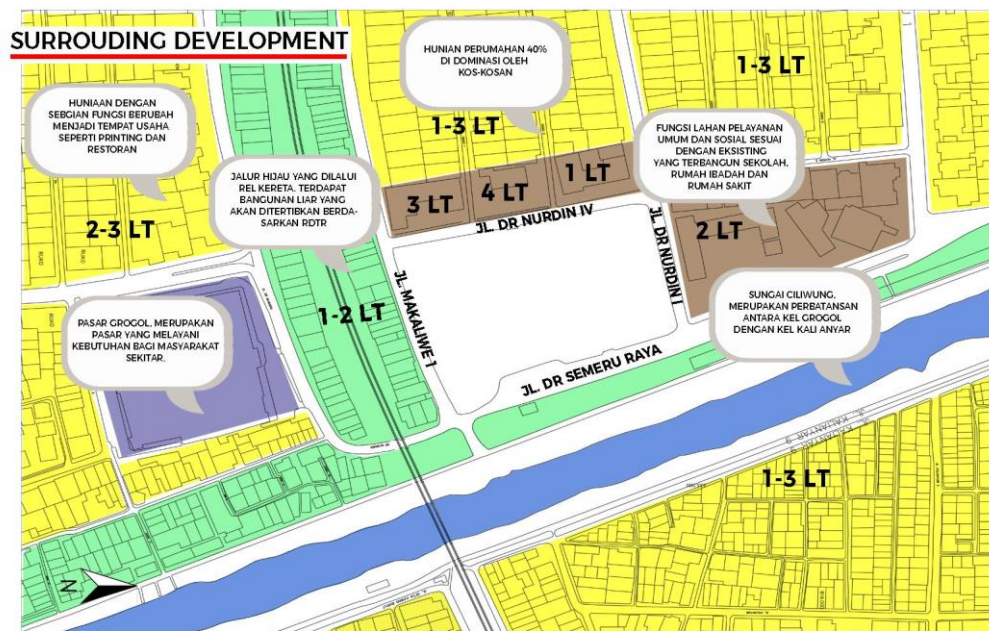 SURROUDING DEVELOPMENT
HUNIAN PERUMAHAN 40%
DI DOMINASI OLEH
KOS-KOSAN
1-3 LT
1-3 LT
HUNIAAN DENGAN
SEBGIAN FUNGSI BERUBAH
MENJADI TEMPAT USAHA
SEPERTI PRINTING DAN
RESTORAN
2-3 LT
JALUR HIJAU YANG DILALUI
REL KERETA. TERDAPAT
BANGUNAN LIAR YANG
AKAN DITERTIBKAN BERDA-
SARKAN RDTR
1-2 LT
FUNGSI LAHAN PELAYANAN
UMUM DAN SOSIAL SESUAI
DENGAN EKSISTING
YANG TERBANGUN SEKOLAH,
RUMAH IBADAH DAN
RUMAH SAKIT
3 LT
4 LT
1 LT
2 LT
JL. DR NURDIN IV
JL. DR NURDIN I
JL. MAKALIWE 1
JL. DR SEMERU RAYA
PASAR GROGOL, MERUPAKAN
PASAR YANG MELAYANI
KEBUTUHAN BAGI MASYARAKAT
SEKITAR.
SUNGAI CILIWUNG,
MERUPAKAN PERBATANSAN
ANTARA KEL GROGOL
DENGAN KEL KALI ANYAR
1-3 LT
N